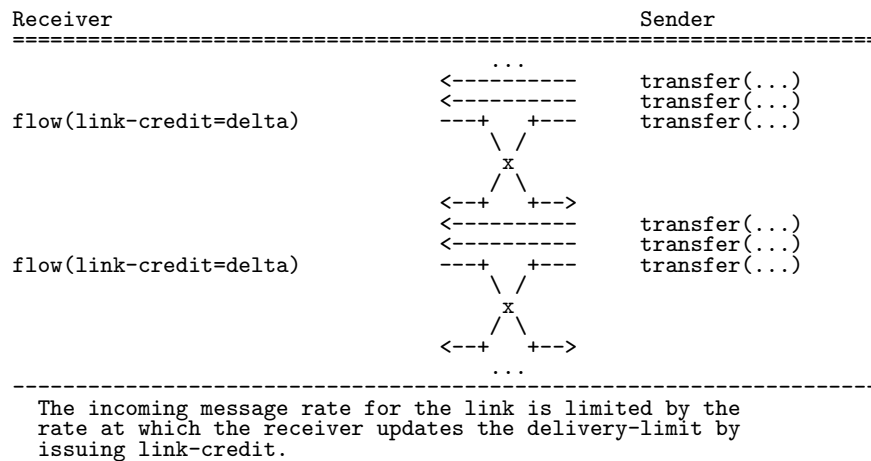 Receiver                                          Sender
=====================================================================
                                      ...
                                  <-----------     transfer(...)
                                  <-----------     transfer(...)
flow(link-credit=delta)           ---+   +---      transfer(...)
                                      \ /
                                       x
                                      / \
                                  <--+   +-->
                                  <-----------     transfer(...)
                                  <-----------     transfer(...)
flow(link-credit=delta)           ---+   +---      transfer(...)
                                      \ /
                                       x
                                      / \
                                  <--+   +-->
                                      ...
---------------------------------------------------------------------
  The incoming message rate for the link is limited by the
  rate at which the receiver updates the delivery-limit by
  issuing link-credit.